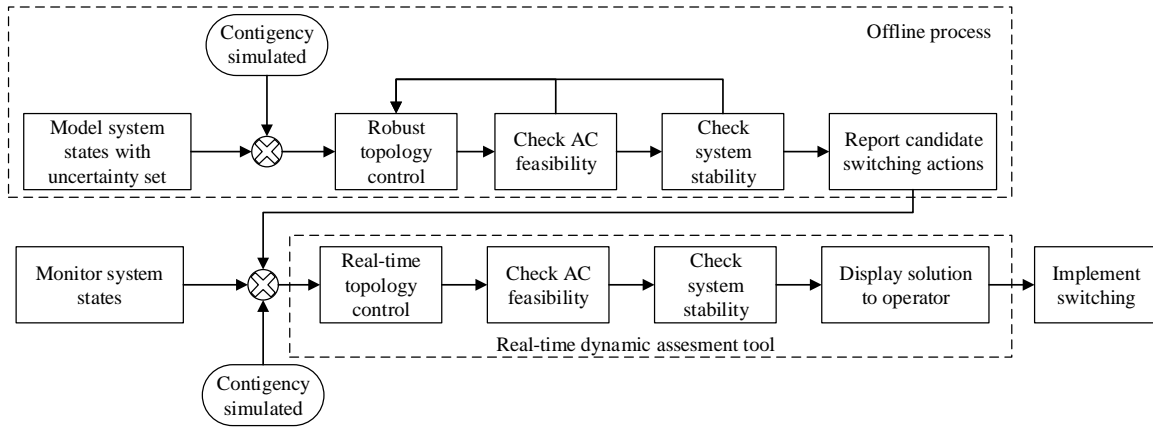 Offline process
Contigency
simulated
Model system
states with
uncertainty set
Robust
topology
control
Check AC
feasibility
Check
system
stability
Report candidate
switching actions
Monitor system
states
Real-time
topology
control
Check AC
feasibility
Check
system
stability
Display solution
to operator
Implement
switching
Real-time dynamic assesment tool
Contigency
simulated